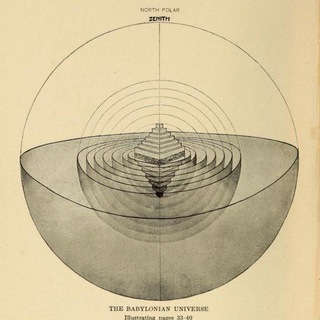 NORTH POLAR
ZENITH
THE BABYLONIAN UNIVERSE
Illustrating pages 33-40